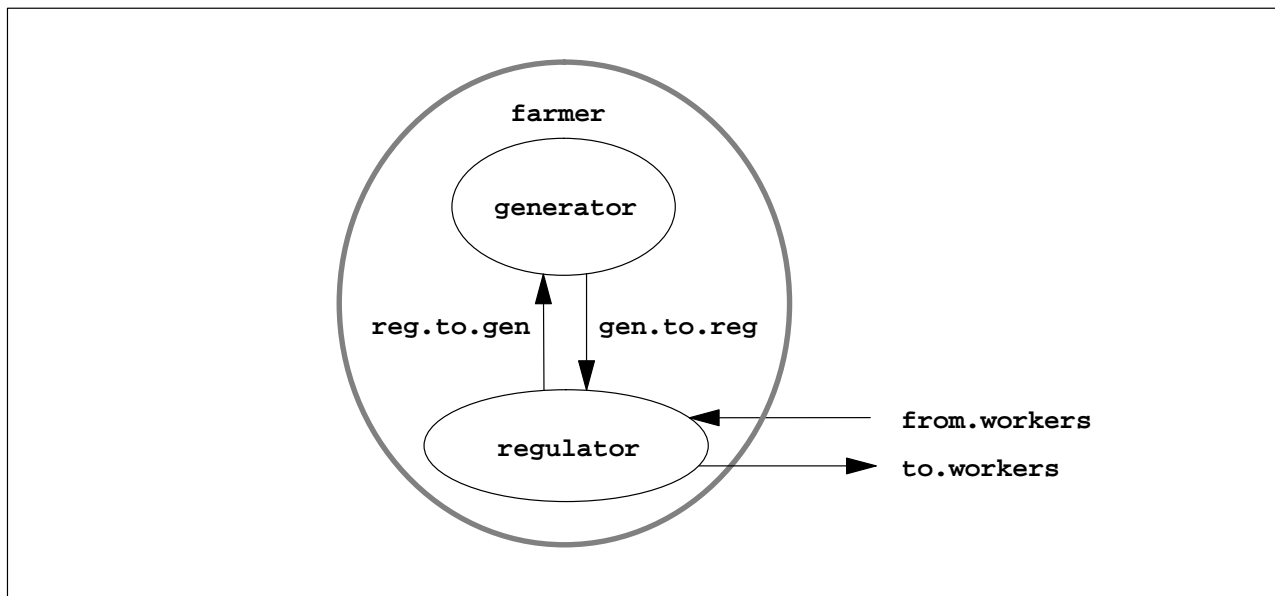 farmer
generator
reg.to.gen
gen.to.reg
from.workers
regulator
to.workers